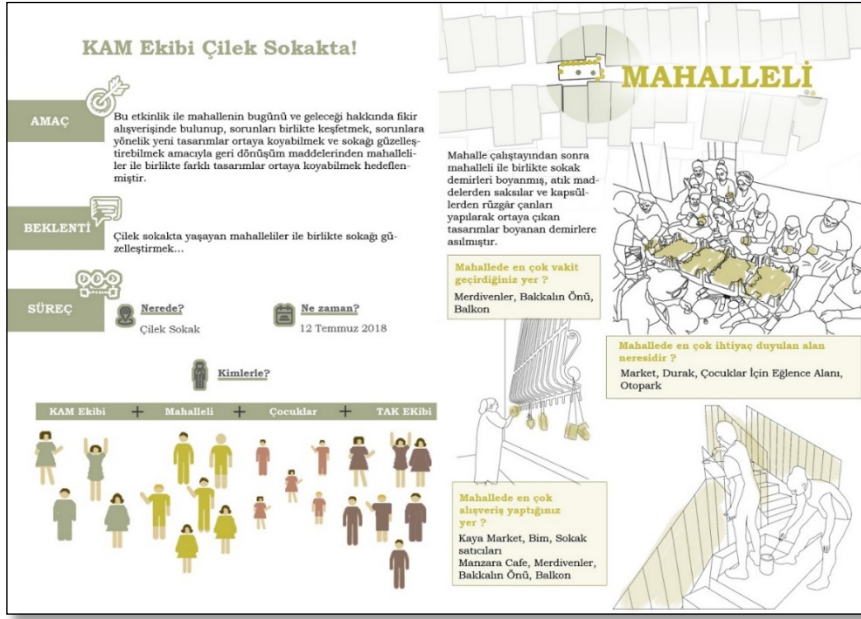 KAM Ekibi Çilek Sokakta!
AMAÇ
Bu etkinlik ile mahallenin bugünü ve geleceği hakkında fikir
alışverişinde bulunup, sorunları birlikte keşfetmek, sorunlara
yönelik yeni tasarımlar ortaya koyabilmek ve sokağı güzelleş-
tirebilmek amacıyla geri dönüşüm maddelerinden mahalleli-
ler ile birlikte farklı tasarımlar ortaya koyabilmek hedeflen-
miştir.
BEKLENTİ
Çilek sokakta yaşayan mahalleliler ile birlikte sokağı gü-
zelleştirmek...
SÜREÇ
Nerede?
Çilek Sokak
Ne zaman?
12 Temmuz 2018
Kimlerle?
KAM Ekibi + Mahalleli + Çocuklar + TAK EKibi
MAHALLELİ
Mahalle çalıştayından sonra
mahalleli ile birlikte sokak
demirleri boyanmış, atık mad-
delerden saksılar ve kapsül-
lerden rüzgâr çanları
yapılarak ortaya çıkan
tasarımlar boyanan demirlere
asılmıştır.
Mahallede en çok vakit
geçirdiğiniz yer ?
Merdivenler, Bakkalın Önü,
Balkon
Mahallede en çok ihtiyaç duyulan alan
neresidir ?
Market, Durak, Çocuklar İçin Eğlence Alanı,
Otopark
Mahallede en çok
alışveriş yaptığınız
yer ?
Kaya Market, Bim, Sokak
satıcıları
Manzara Cafe, Merdivenler,
Bakkalın Önü, Balkon